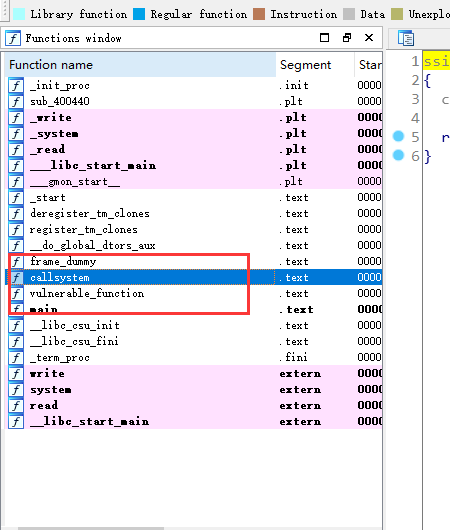 Library function Regular function Instruction Data Unexplo
Functions window
Function name Segment Star
_init_proc .init 0000
sub_400440 .plt 0000
_write .plt 0000
_system .plt 0000
_read .plt 0000
___libc_start_main .plt 0000
___gmon_start__ .plt 0000
_start .text 0000
deregister_tm_clones .text 0000
register_tm_clones .text 0000
__do_global_dtors_aux .text 0000
frame_dummy .text 0000
callsystem .text 0000
vulnerable_function .text 0000
main .text 0000
__libc_csu_init .text 0000
__libc_csu_fini .text 0000
_term_proc .fini 0000
write extern 0000
system extern 0000
read extern 0000
__libc_start_main extern 0000
1 ssi
2 {
3 c
4
5 r
6 }